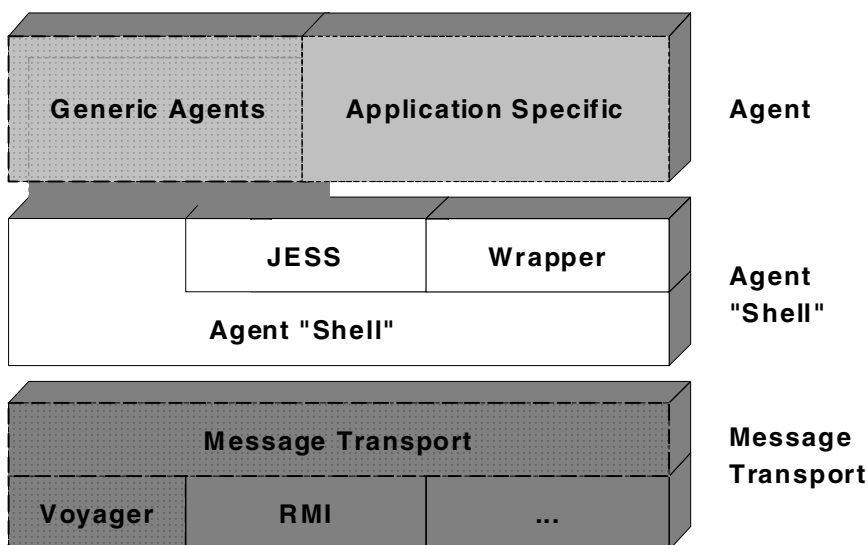 Generic Agents
Application Specific
Agent
JESS
Wrapper
Agent "Shell"
Agent
"Shell"
Message Transport
Message
Transport
Voyager
RMI
...